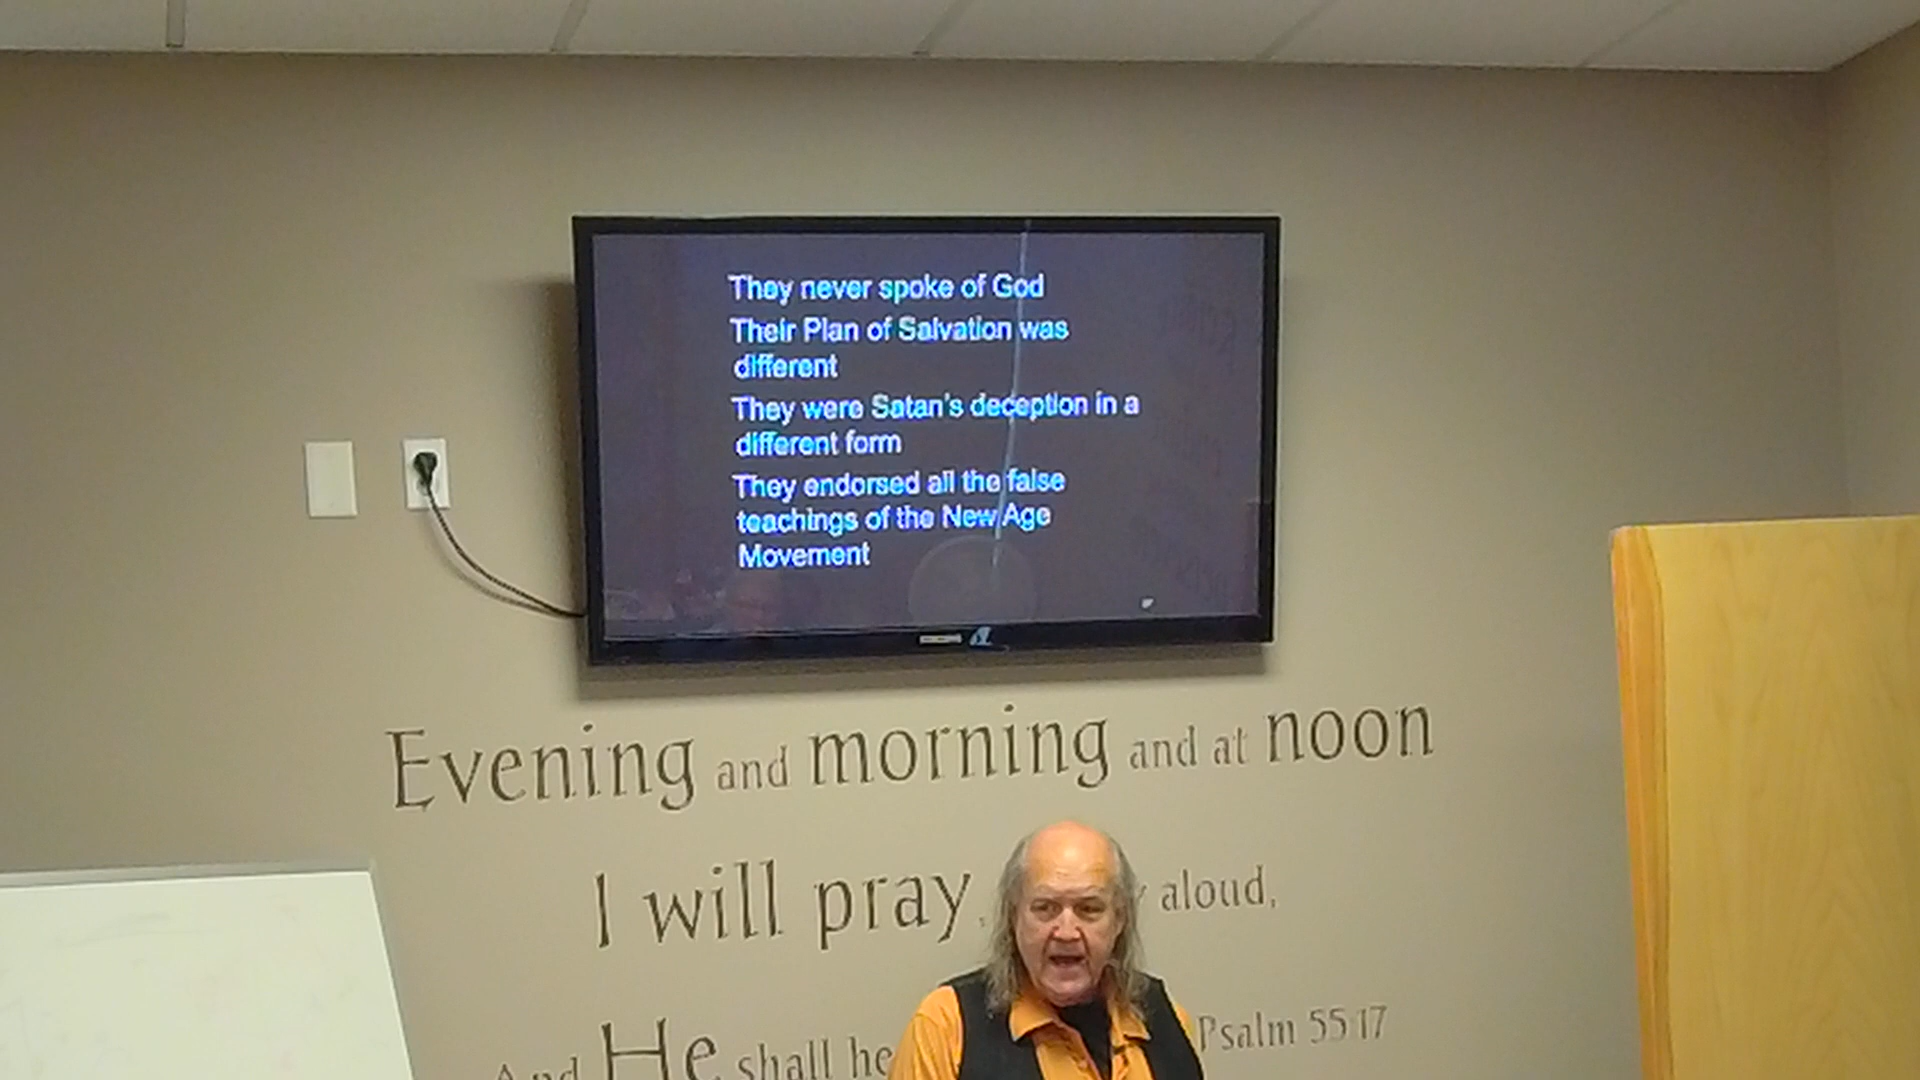 They never spoke of God
Their Plan of Salvation was
different
They were Satan's deception in a
different form
They endorsed all the false
teachings of the New Age
Movement
Evening and morning and at noon
I will pray, aloud,
And He shall he
Psalm 55:17